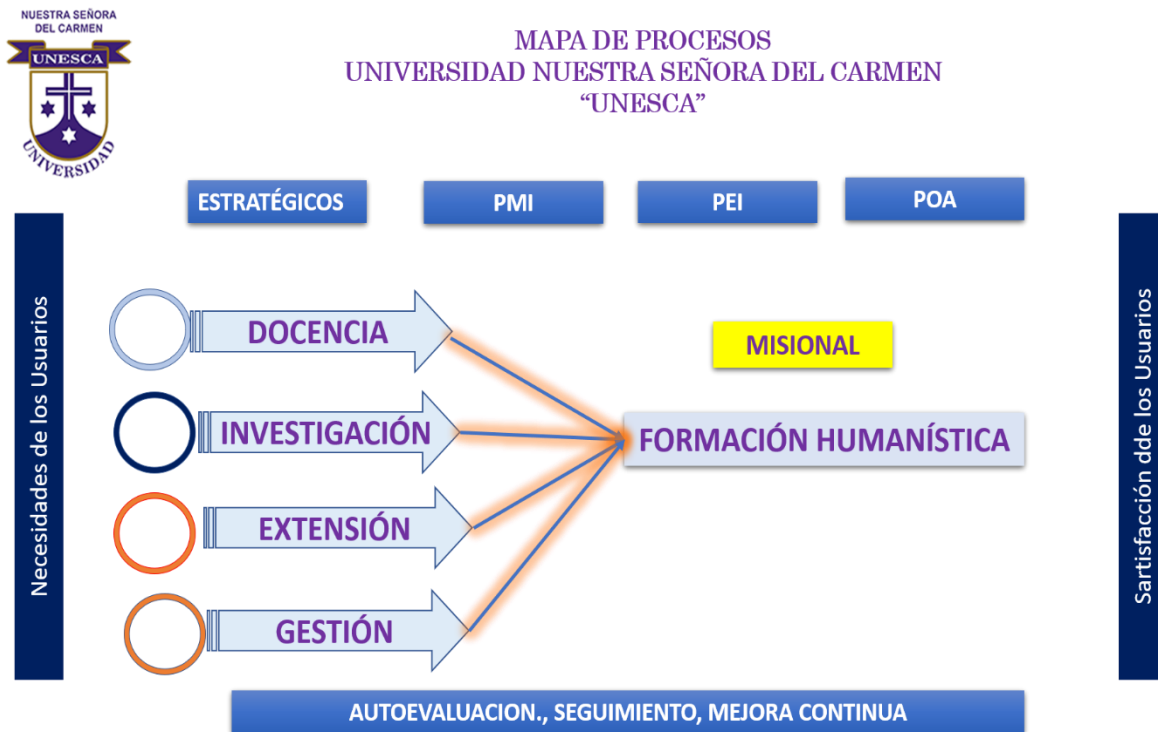 NUESTRA SEÑORA
DEL CARMEN
UNESCA
UNIVERSIDAD
MAPA DE PROCESOS
UNIVERSIDAD NUESTRA SEÑORA DEL CARMEN
“UNESCA”
ESTRATÉGICOS
PMI
PEI
POA
Necesidades de los Usuarios
DOCENCIA
INVESTIGACIÓN
EXTENSIÓN
GESTIÓN
MISIONAL
FORMACIÓN HUMANÍSTICA
Sartisfacción dde los Usuarios
AUTOEVALUACION., SEGUIMIENTO, MEJORA CONTINUA